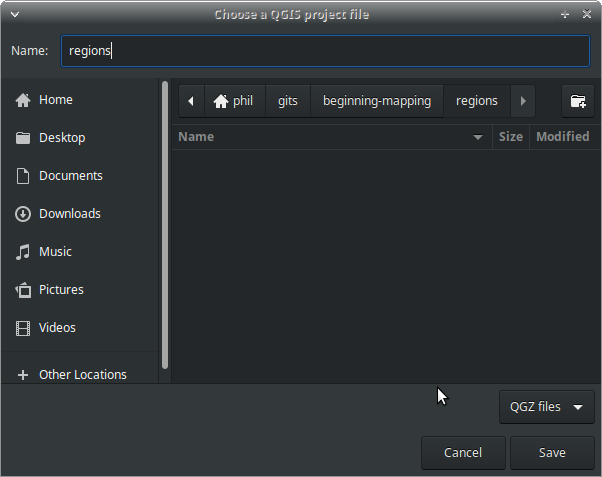 Choose a QGIS project file
Name: regions
Home
Desktop
Documents
Downloads
Music
Pictures
Videos
Other Locations
phil gits beginning-mapping regions
Name Size Modified
QGZ files
Cancel Save